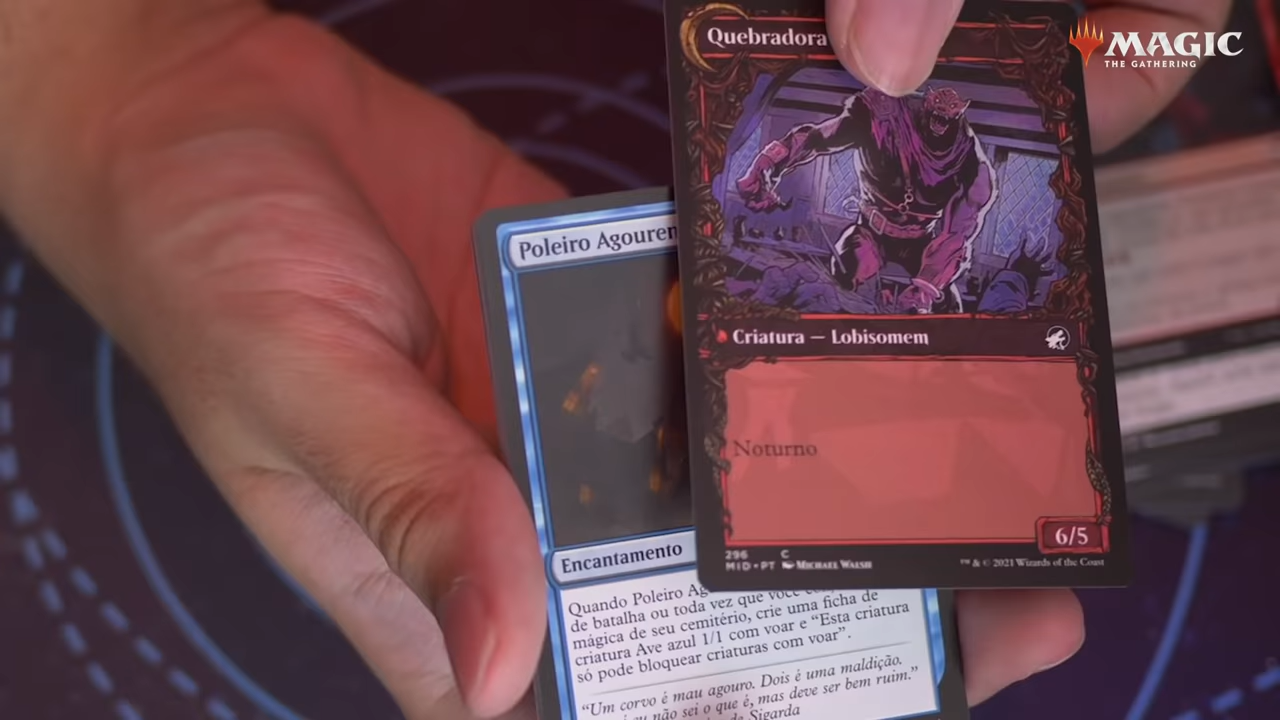 MAGIC
THE GATHERING
Quebradora
Criatura — Lobisomem
Noturno
6/5
296 C
MID • PT MICHAEL WALSH
™ & © 2021 Wizards of the Coast
Poleiro
Encantamento
Quando Poleiro
de batalha ou toda vez que você
mágica de seu cemitério, crie uma ficha de
criatura Ave azul 1/1 com voar e “Esta criatura
só pode bloquear criaturas com voar”.
“Um corvo é mau agouro. Dois é uma maldição.
eu não sei o que é, mas deve ser bem ruim.”
de Sigarda